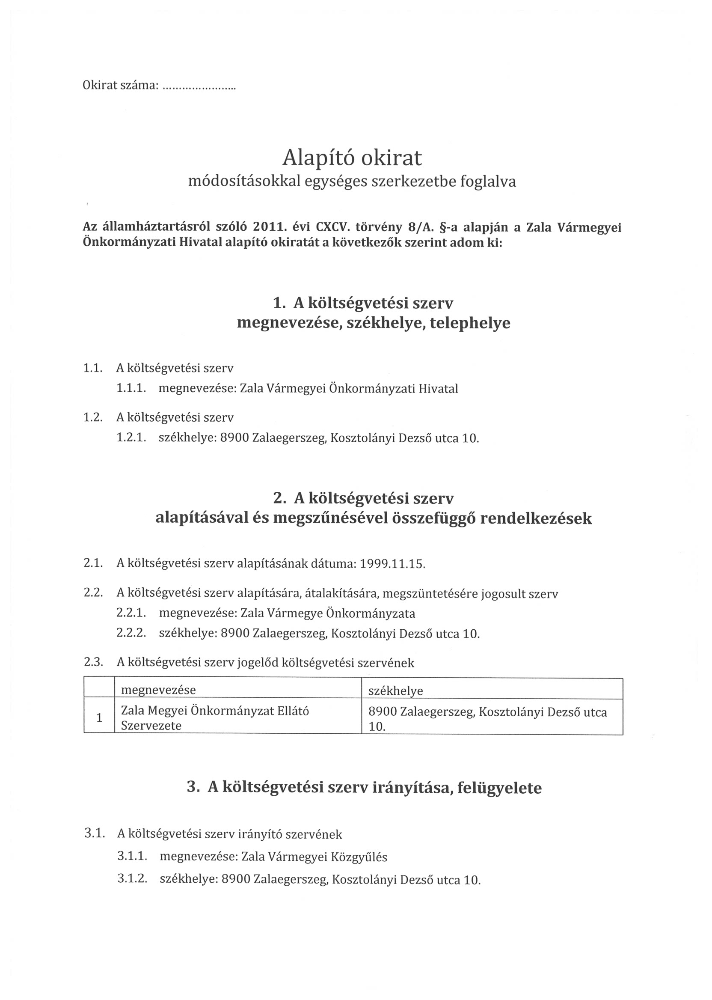 Okirat száma: .......................
Alapító okirat
módosításokkal egységes szerkezetbe foglalva
Az államháztartásról szóló 2011. évi CXCV. törvény 8/A. §-a alapján a Zala Vármegyei
Önkormányzati Hivatal alapító okiratát a következők szerint adom ki:
1. A költségvetési szerv
megnevezése, székhelye, telephelye
1.1. A költségvetési szerv
1.1.1. megnevezése: Zala Vármegyei Önkormányzati Hivatal
1.2. A költségvetési szerv
1.2.1. székhelye: 8900 Zalaegerszeg, Kosztolányi Dezső utca 10.
2. A költségvetési szerv
alapításával és megszűnésével összefüggő rendelkezések
2.1. A költségvetési szerv alapításának dátuma: 1999.11.15.
2.2. A költségvetési szerv alapítására, átalakítására, megszüntetésére jogosult szerv
2.2.1. megnevezése: Zala Vármegye Önkormányzata
2.2.2. székhelye: 8900 Zalaegerszeg, Kosztolányi Dezső utca 10.
2.3. A költségvetési szerv jogelőd költségvetési szervének
megnevezése székhelye
1 Zala Megyei Önkormányzat Ellátó Szervezete 8900 Zalaegerszeg, Kosztolányi Dezső utca 10.
3. A költségvetési szerv irányítása, felügyelete
3.1. A költségvetési szerv irányító szervének
3.1.1. megnevezése: Zala Vármegyei Közgyűlés
3.1.2. székhelye: 8900 Zalaegerszeg, Kosztolányi Dezső utca 10.